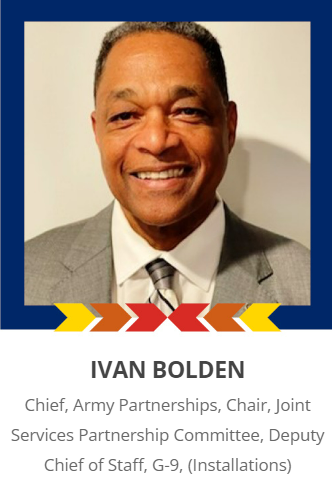 IVAN BOLDEN
Chief, Army Partnerships, Chair, Joint
Services Partnership Committee, Deputy
Chief of Staff, G-9, (Installations)